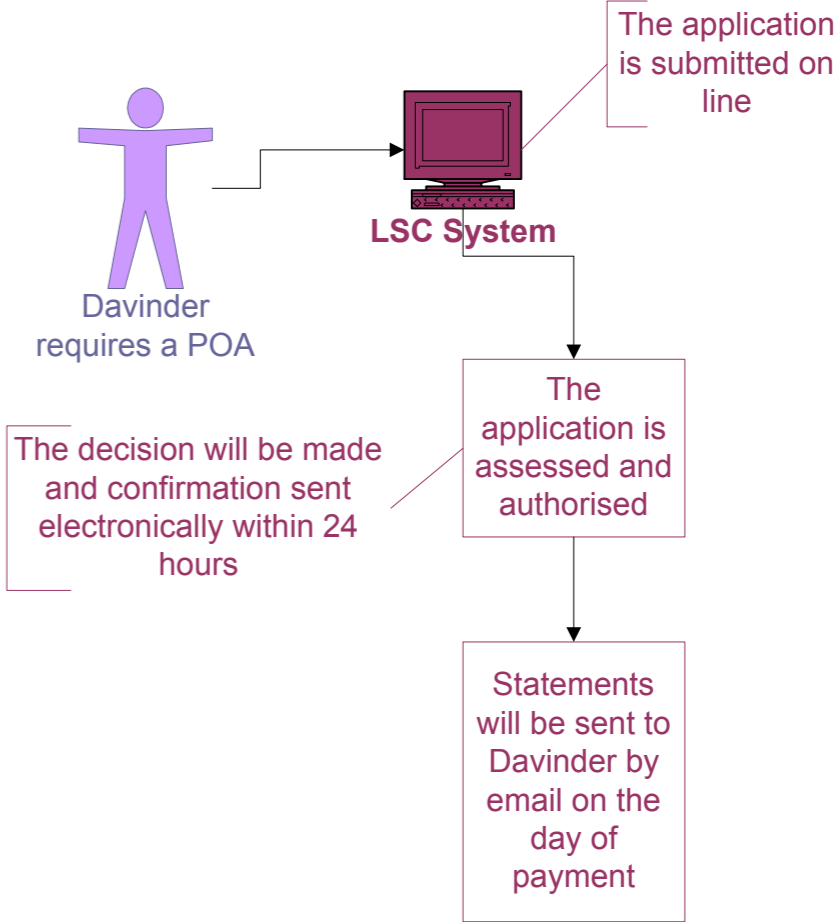 The application
is submitted on
line
LSC System
Davinder
requires a POA
The
application is
assessed and
authorised
The decision will be made
and confirmation sent
electronically within 24
hours
Statements
will be sent to
Davinder by
email on the
day of
payment